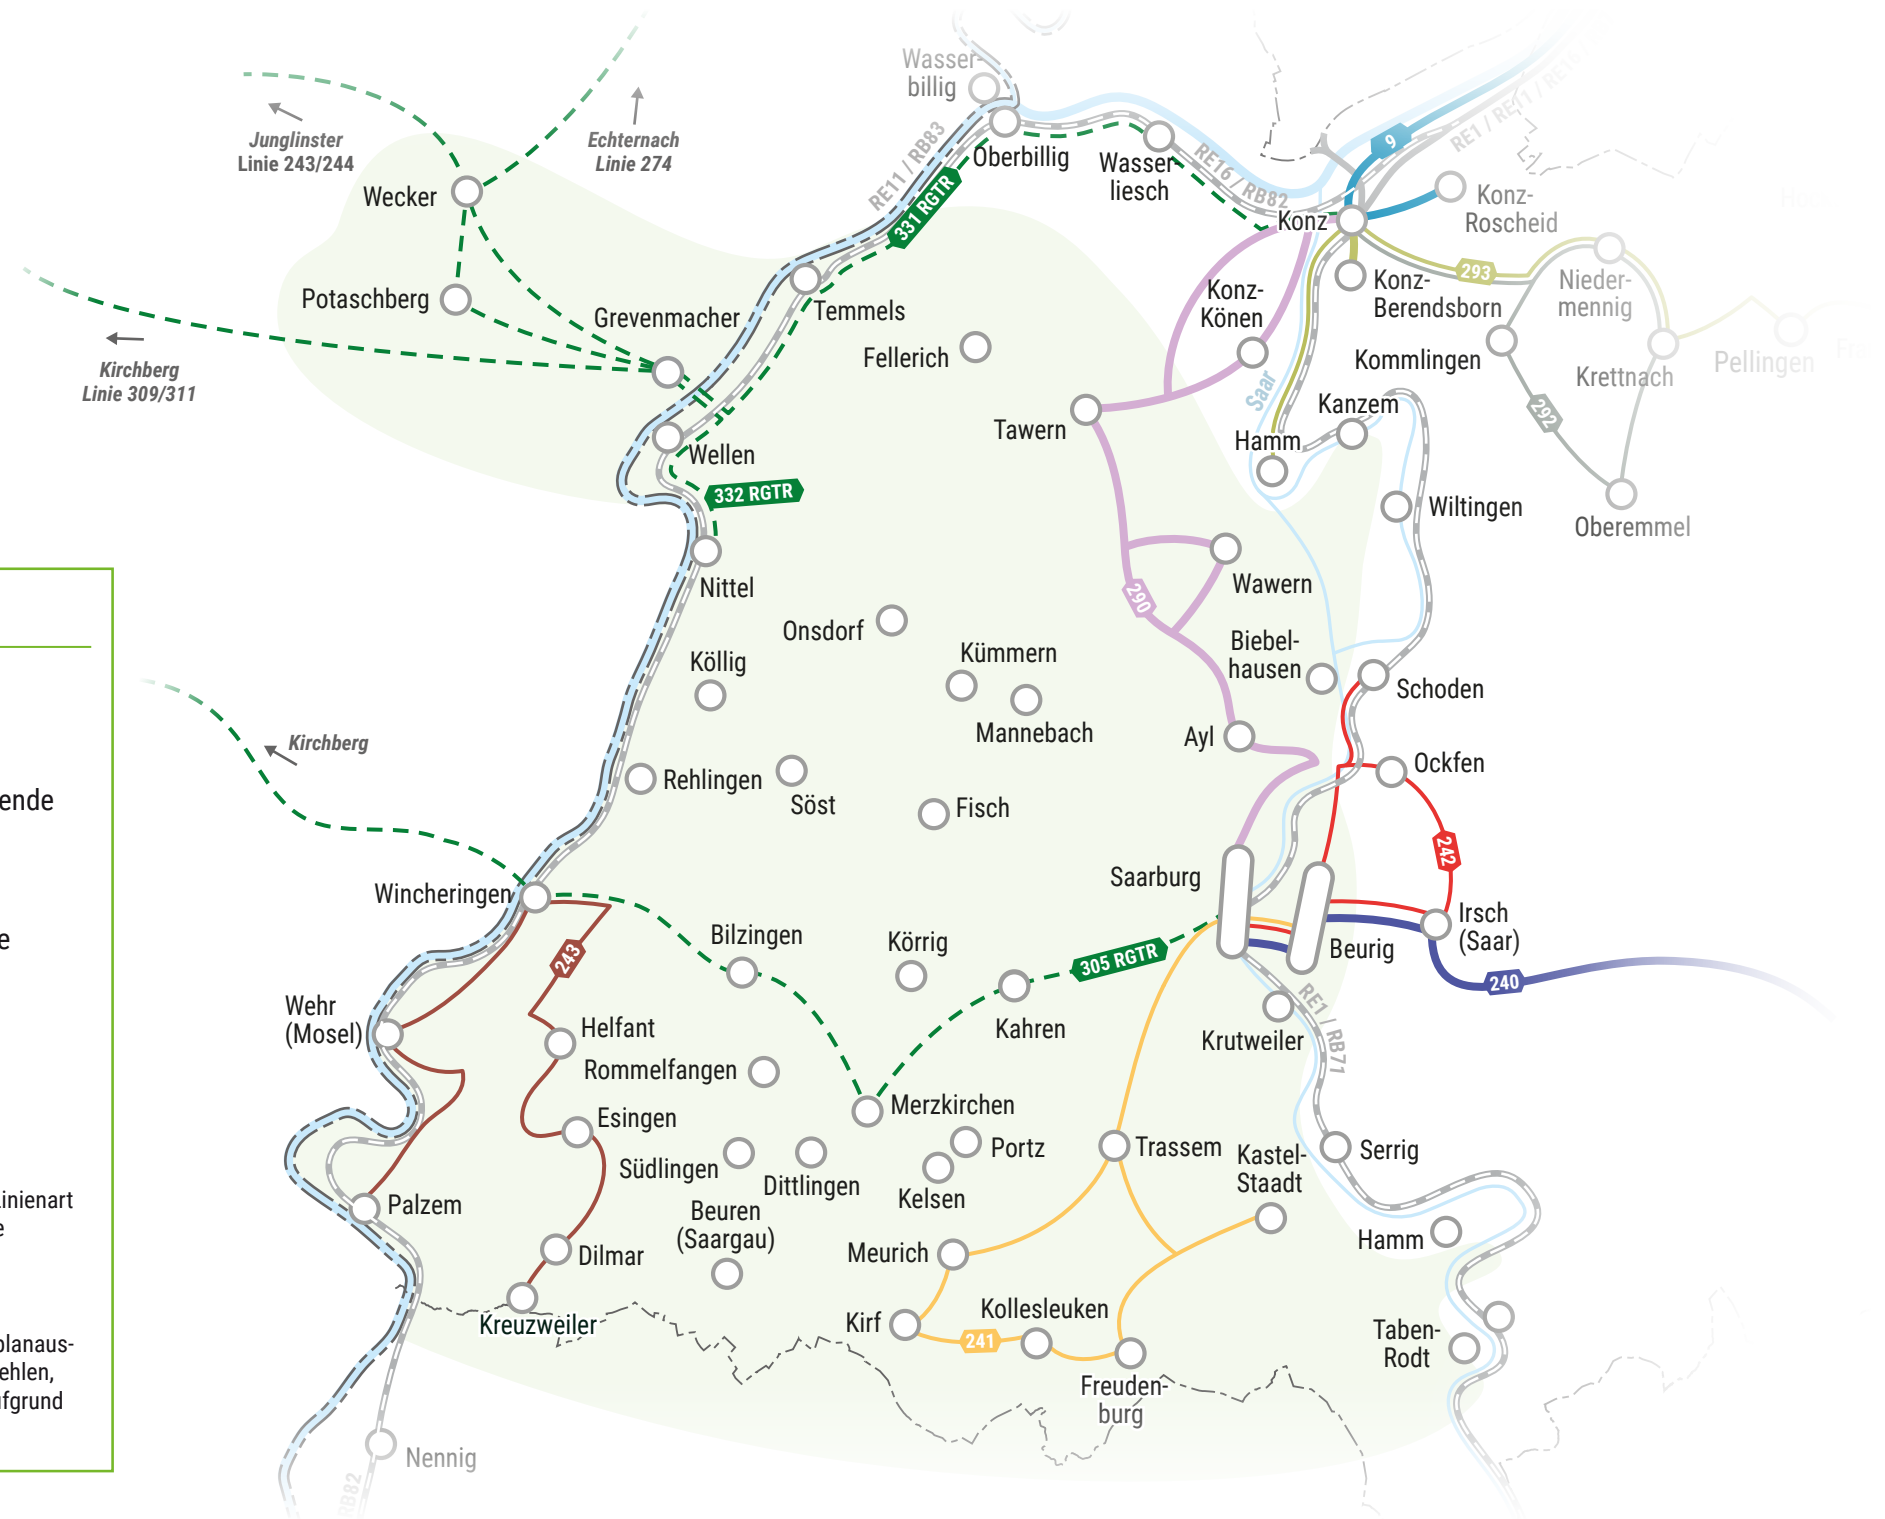 Wasser-
billig
Junglinster
Linie 243/244
Echternach
Linie 274
Wecker
RE11 / RB83
331 RGTR
Oberbillig
Wasser-
liesch
RE16 / RB82
9
RE1 / RE11 / RE16
Konz
Konz-
Roscheid
Potaschberg
Grevenmacher
Temmels
Konz-
Könen
Konz-
Berendsborn
293
Nieder-
mennig
Kirchberg
Linie 309/311
Fellerich
Saar
Kommlingen
Krettnach
Pellingen
Tawern
Kanzem
292
Hamm
Wellen
332 RGTR
Wiltingen
Oberemmel
Nittel
290
Wawern
Onsdorf
Köllig
Kümmern
Biebel-
hausen
Schoden
Mannebach
Ayl
Kirchberg
Rehlingen
Söst
Fisch
Ockfen
242
ende
Saarburg
Wincheringen
Irsch
(Saar)
e
Bilzingen
Körrig
Beurig
243
305 RGTR
240
Wehr
(Mosel)
Helfant
Kahren
Krutweiler
RE1 / RB71
Rommelfangen
Esingen
Merzkirchen
Südlingen
Dittlingen
Portz
Kelsen
Trassem
Kastel-
Staadt
Serrig
Linienart
e
Palzem
Beuren
(Saargau)
Dilmar
Meurich
Hamm
Kreuzweiler
Kirf
241
Kollesleuken
Taben-
Rodt
planaus-
ehlen,
ufgrund
Freuden-
burg
Nennig
RB82